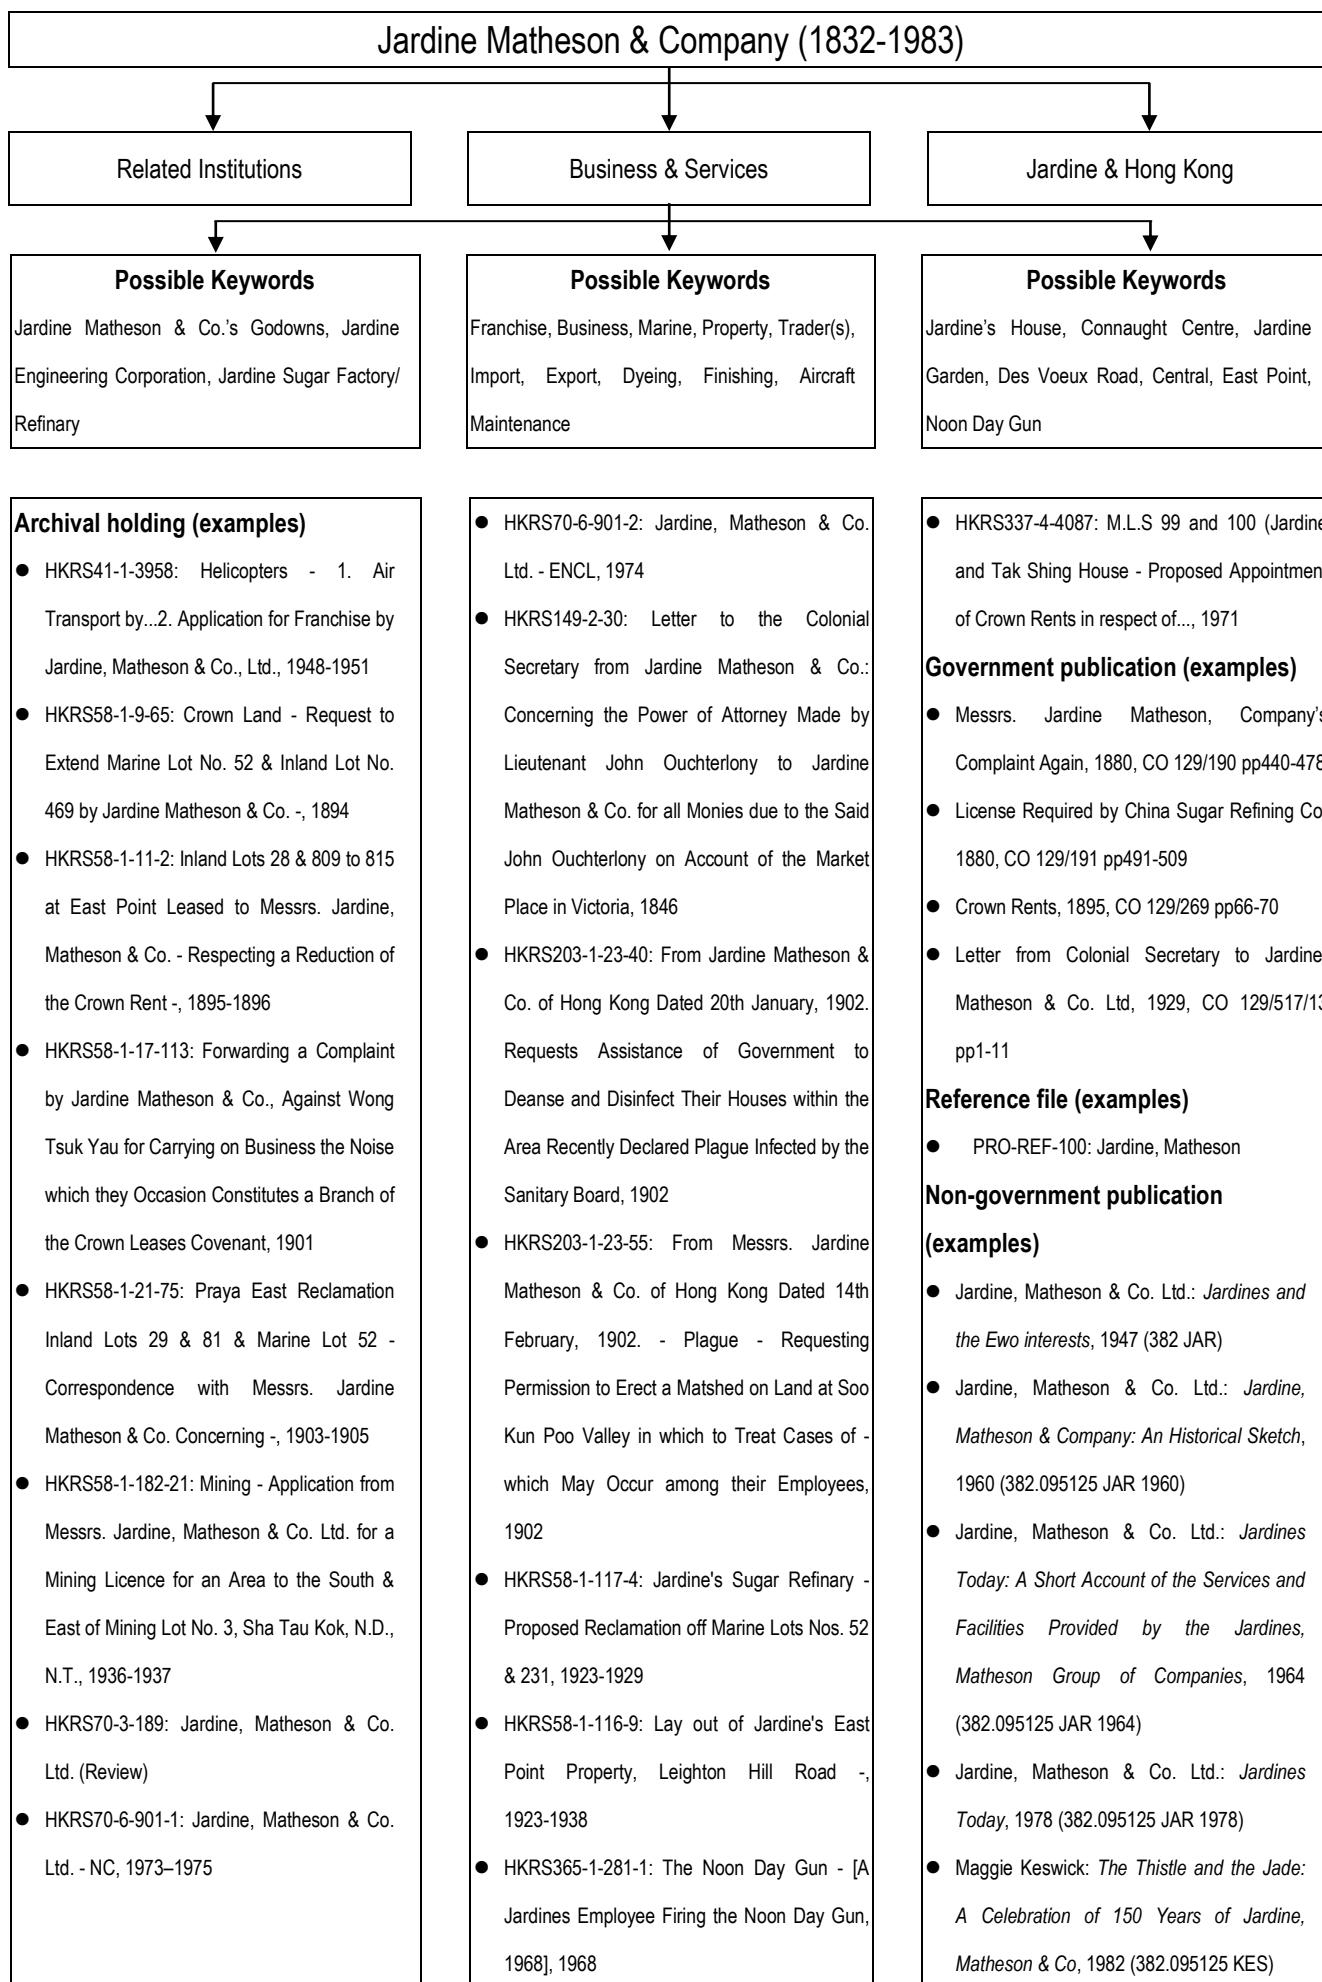 Jardine Matheson & Company (1832-1983)
Related Institutions
Business & Services
Jardine & Hong Kong
Possible Keywords
Jardine Matheson & Co.'s Godowns, Jardine
Engineering Corporation, Jardine Sugar Factory/
Refinary
Possible Keywords
Franchise, Business, Marine, Property, Trader(s),
Import, Export, Dyeing, Finishing, Aircraft
Maintenance
Possible Keywords
Jardine's House, Connaught Centre, Jardine
Garden, Des Voeux Road, Central, East Point,
Noon Day Gun
Archival holding (examples)
● HKRS41-1-3958: Helicopters - 1. Air
Transport by...2. Application for Franchise by
Jardine, Matheson & Co., Ltd., 1948-1951
● HKRS58-1-9-65: Crown Land - Request to
Extend Marine Lot No. 52 & Inland Lot No.
469 by Jardine Matheson & Co. -, 1894
● HKRS58-1-11-2: Inland Lots 28 & 809 to 815
at East Point Leased to Messrs. Jardine,
Matheson & Co. - Respecting a Reduction of
the Crown Rent -, 1895-1896
● HKRS58-1-17-113: Forwarding a Complaint
by Jardine Matheson & Co., Against Wong
Tsuk Yau for Carrying on Business the Noise
which they Occasion Constitutes a Branch of
the Crown Leases Covenant, 1901
● HKRS58-1-21-75: Praya East Reclamation
Inland Lots 29 & 81 & Marine Lot 52 -
Correspondence with Messrs. Jardine
Matheson & Co. Concerning -, 1903-1905
● HKRS58-1-182-21: Mining - Application from
Messrs. Jardine, Matheson & Co. Ltd. for a
Mining Licence for an Area to the South &
East of Mining Lot No. 3, Sha Tau Kok, N.D.,
N.T., 1936-1937
● HKRS70-3-189: Jardine, Matheson & Co.
Ltd. (Review)
● HKRS70-6-901-1: Jardine, Matheson & Co.
Ltd. - NC, 1973–1975
● HKRS70-6-901-2: Jardine, Matheson & Co.
Ltd. - ENCL, 1974
● HKRS149-2-30: Letter to the Colonial
Secretary from Jardine Matheson & Co.:
Concerning the Power of Attorney Made by
Lieutenant John Ouchterlony to Jardine
Matheson & Co. for all Monies due to the Said
John Ouchterlony on Account of the Market
Place in Victoria, 1846
● HKRS203-1-23-40: From Jardine Matheson &
Co. of Hong Kong Dated 20th January, 1902.
Requests Assistance of Government to
Deanse and Disinfect Their Houses within the
Area Recently Declared Plague Infected by the
Sanitary Board, 1902
● HKRS203-1-23-55: From Messrs. Jardine
Matheson & Co. of Hong Kong Dated 14th
February, 1902. - Plague - Requesting
Permission to Erect a Matshed on Land at Soo
Kun Poo Valley in which to Treat Cases of -
which May Occur among their Employees,
1902
● HKRS58-1-117-4: Jardine's Sugar Refinary -
Proposed Reclamation off Marine Lots Nos. 52
& 231, 1923-1929
● HKRS58-1-116-9: Lay out of Jardine's East
Point Property, Leighton Hill Road -,
1923-1938
● HKRS365-1-281-1: The Noon Day Gun - [A
Jardines Employee Firing the Noon Day Gun,
1968], 1968
● HKRS337-4-4087: M.L.S 99 and 100 (Jardine
and Tak Shing House - Proposed Appointmen
of Crown Rents in respect of..., 1971
Government publication (examples)
● Messrs. Jardine Matheson, Company's
Complaint Again, 1880, CO 129/190 pp440-478
● License Required by China Sugar Refining Co
1880, CO 129/191 pp491-509
● Crown Rents, 1895, CO 129/269 pp66-70
● Letter from Colonial Secretary to Jardine
Matheson & Co. Ltd, 1929, CO 129/517/13
pp1-11
Reference file (examples)
● PRO-REF-100: Jardine, Matheson
Non-government publication
(examples)
● Jardine, Matheson & Co. Ltd.: Jardines and
the Ewo interests, 1947 (382 JAR)
● Jardine, Matheson & Co. Ltd.: Jardine,
Matheson & Company: An Historical Sketch,
1960 (382.095125 JAR 1960)
● Jardine, Matheson & Co. Ltd.: Jardines
Today: A Short Account of the Services and
Facilities Provided by the Jardines,
Matheson Group of Companies, 1964
(382.095125 JAR 1964)
● Jardine, Matheson & Co. Ltd.: Jardines
Today, 1978 (382.095125 JAR 1978)
● Maggie Keswick: The Thistle and the Jade:
A Celebration of 150 Years of Jardine,
Matheson & Co, 1982 (382.095125 KES)